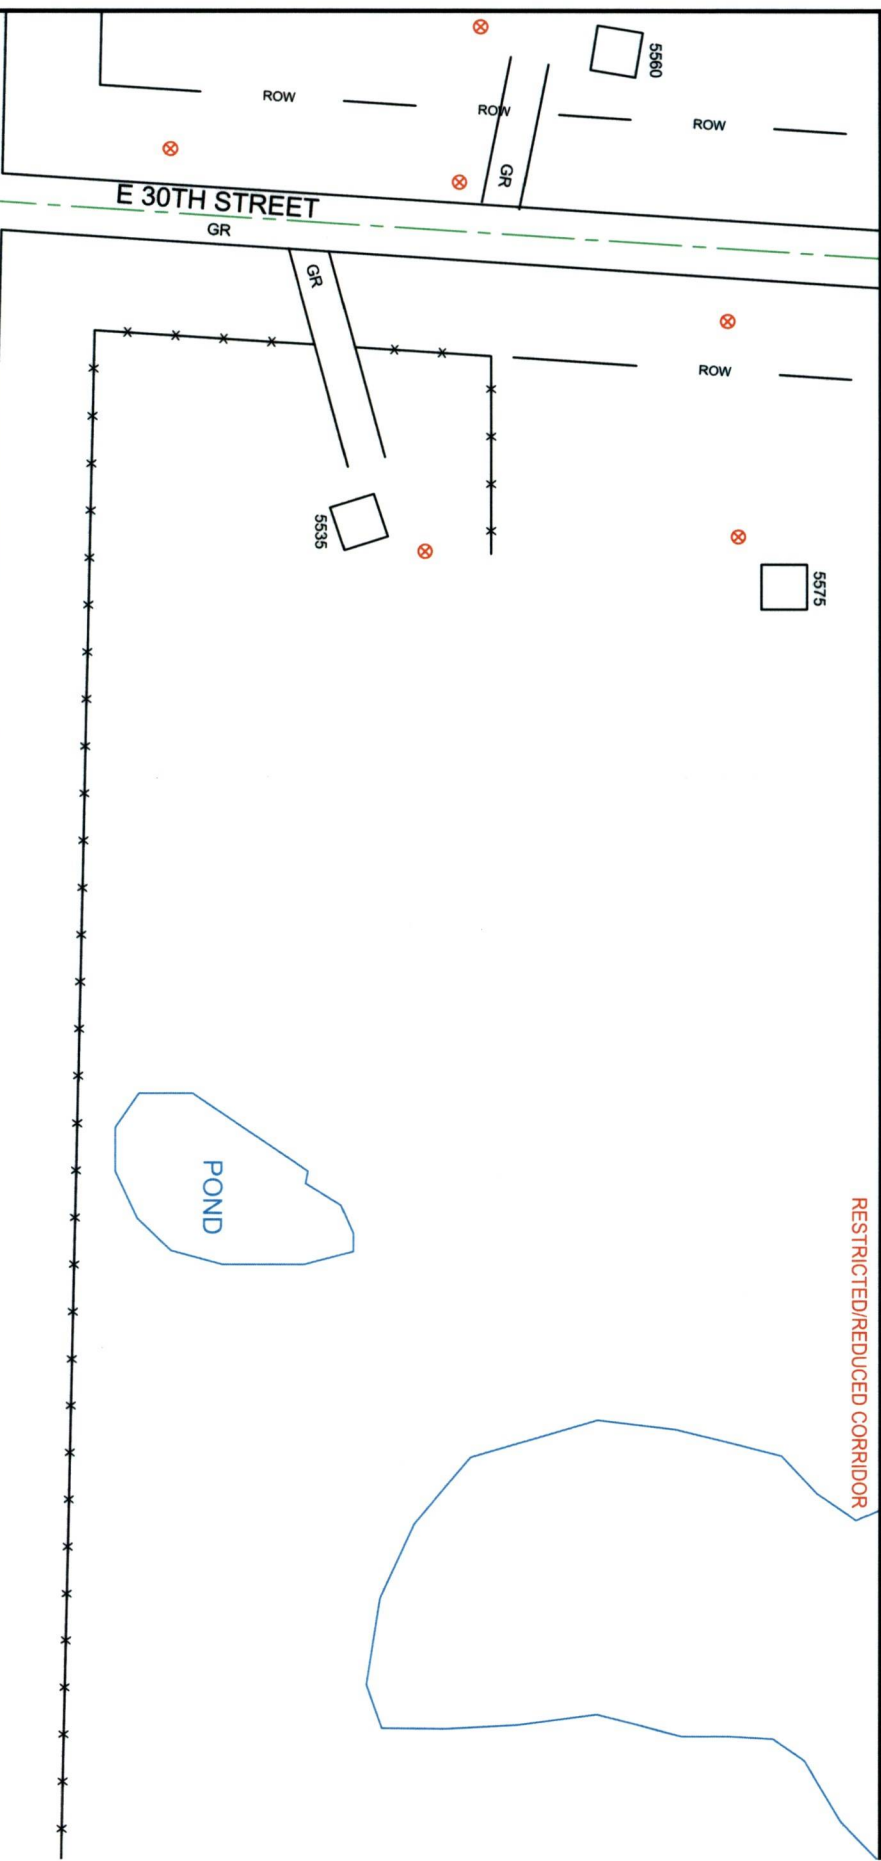 5560
ROW
ROW
ROW
GR
E 30TH STREET
GR
GR
ROW
5535
5575
POND
RESTRICTED/REDUCED CORRIDOR